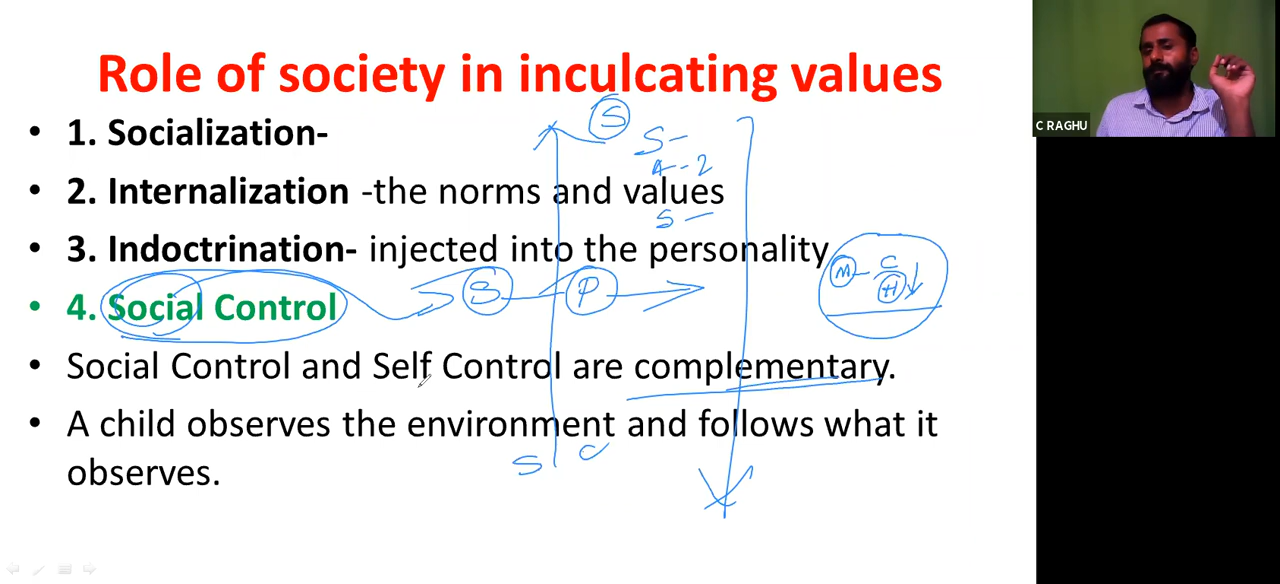 Role of society in inculcating values
• 1. Socialization-
• 2. Internalization -the norms and values
• 3. Indoctrination- injected into the personality
• 4. Social Control
• Social Control and Self Control are complementary.
• A child observes the environment and follows what it
observes.
S
S-
A-2
S-
M - C
H
S
P
S
C
C RAGHU